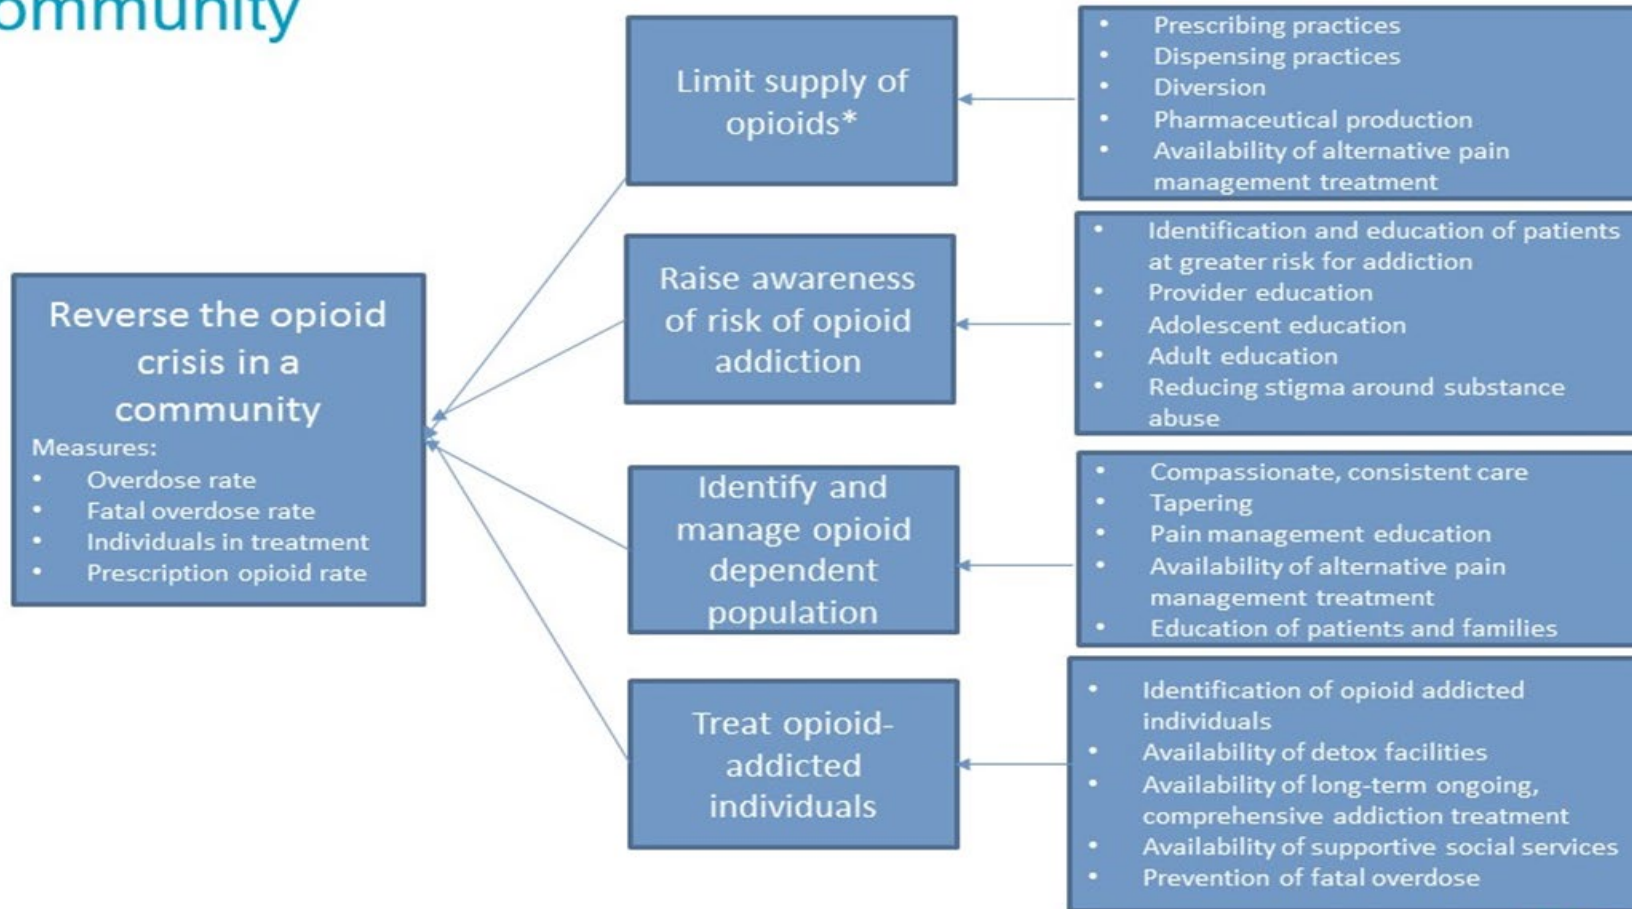 ommunity
Reverse the opioid
crisis in a
community
Measures:
• Overdose rate
• Fatal overdose rate
• Individuals in treatment
• Prescription opioid rate
Limit supply of
opioids*
Raise awareness
of risk of opioid
addiction
Identify and
manage opioid
dependent
population
Treat opioid-
addicted
individuals
• Prescribing practices
• Dispensing practices
• Diversion
• Pharmaceutical production
• Availability of alternative pain
management treatment
• Identification and education of patients
at greater risk for addiction
• Provider education
• Adolescent education
• Adult education
• Reducing stigma around substance
abuse
• Compassionate, consistent care
• Tapering
• Pain management education
• Availability of alternative pain
management treatment
• Education of patients and families
• Identification of opioid addicted
individuals
• Availability of detox facilities
• Availability of long-term ongoing,
comprehensive addiction treatment
• Availability of supportive social services
• Prevention of fatal overdose